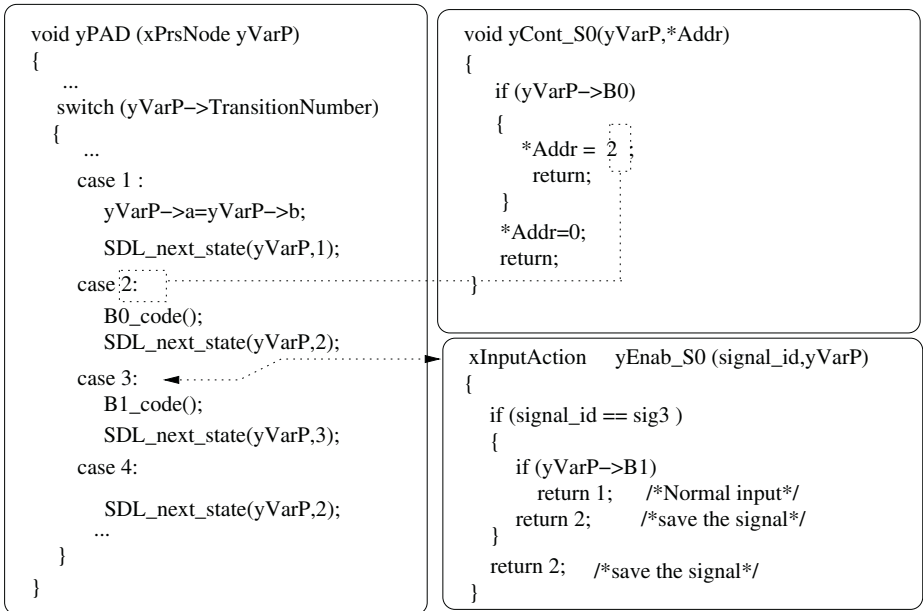 void yPAD (xPrsNode yVarP)
{
...
switch (yVarP−>TransitionNumber)
{
...
case 1 :
yVarP−>a=yVarP−>b;
SDL_next_state(yVarP,1);
case 2:
B0_code();
SDL_next_state(yVarP,2);
case 3:
B1_code();
SDL_next_state(yVarP,3);
case 4:
SDL_next_state(yVarP,2);
...
}
}
void yCont_S0(yVarP,*Addr)
{
if (yVarP−>B0)
{
*Addr = 2 ;
return;
}
*Addr=0;
return;
}
xInputAction yEnab_S0 (signal_id,yVarP)
{
if (signal_id == sig3 )
{
if (yVarP−>B1)
return 1; /*Normal input*/
return 2; /*save the signal*/
}
return 2; /*save the signal*/
}